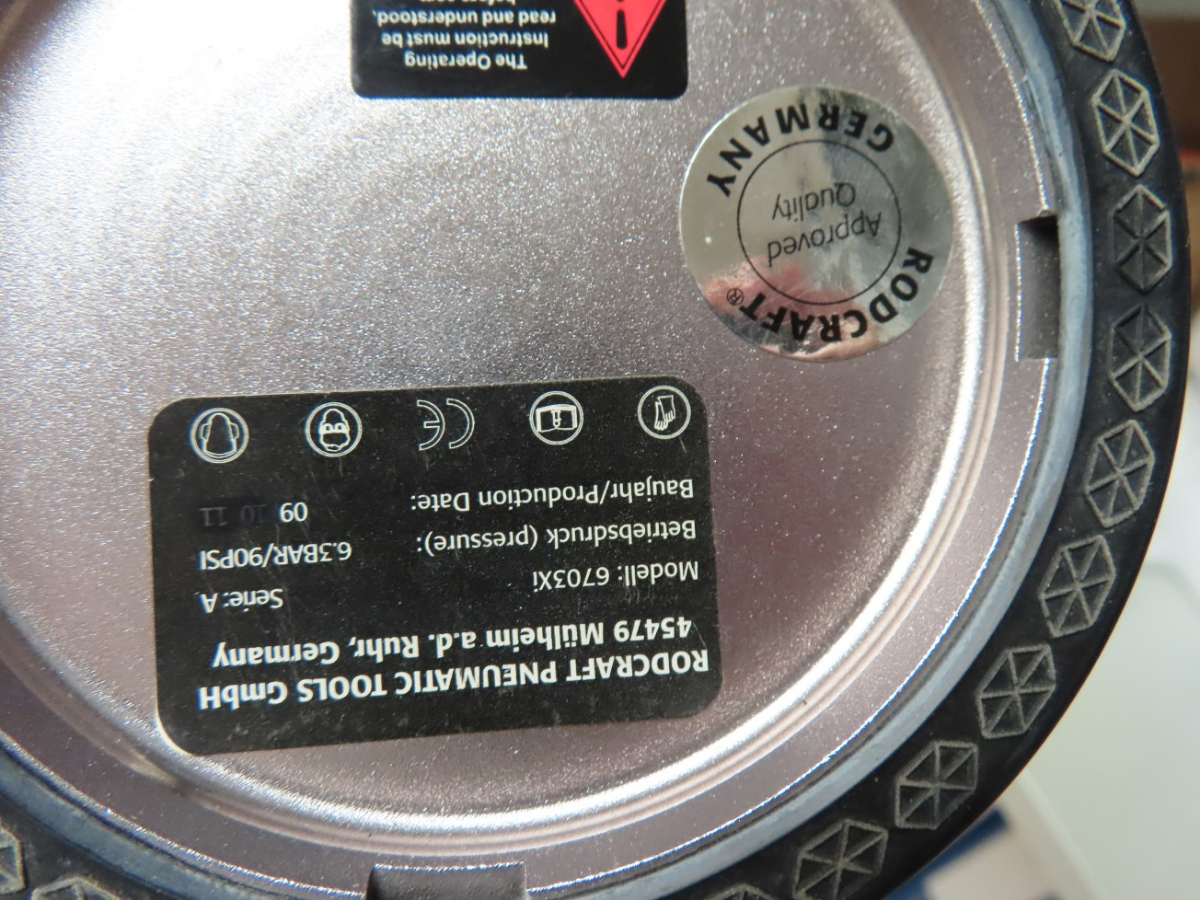 RODCRAFT PNEUMATIC TOOLS GmbH
45479 Mülheim a.d. Ruhr, Germany
Modell: 6703Xi Serie: A
Betriebsdruck (pressure): 6.3BAR/90PSI
Baujahr/Production Date: 09 10 11
CE
RODCRAFT®
Approved
Quality
GERMANY
The Operating
Instruction must be
read and understood,